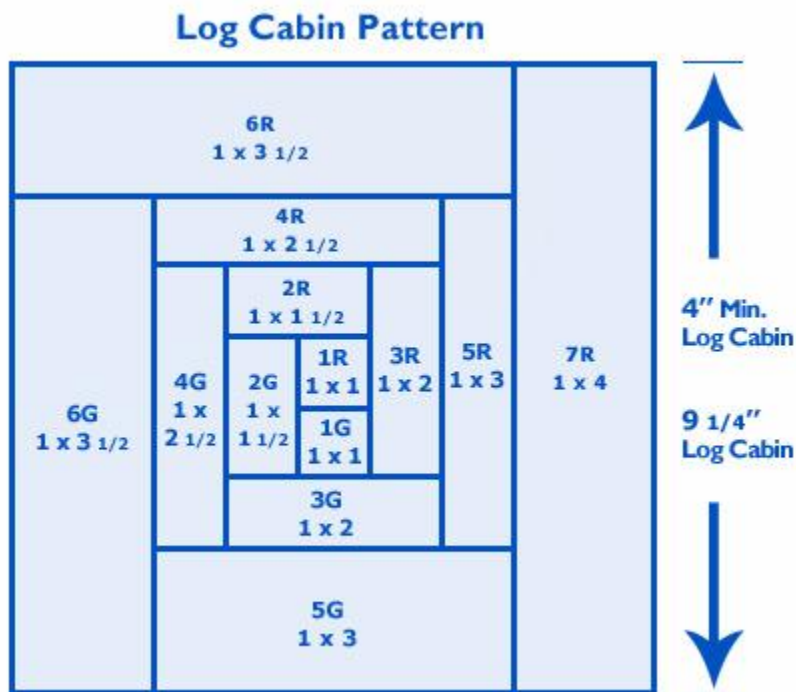 Log Cabin Pattern
6R
1 x 3 1/2
4R
1 x 2 1/2
2R
1 x 1 1/2
1R
1 x 1
3R
1 x 2
5R
1 x 3
7R
1 x 4
4" Min.
Log Cabin
6G
1 x 3 1/2
4G
1 x
2 1/2
2G
1 x
1 1/2
1G
1 x 1
9 1/4"
Log Cabin
3G
1 x 2
5G
1 x 3